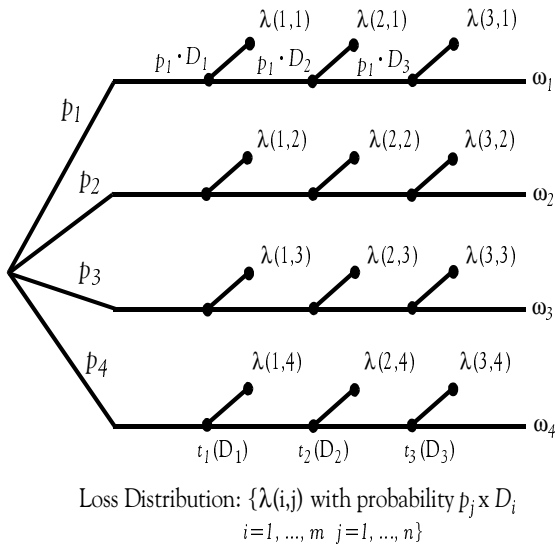 λ(1,1) λ(2,1) λ(3,1)
p₁·D₁ p₁·D₂ p₁·D₃
ω₁
p₁
λ(1,2) λ(2,2) λ(3,2)
p₂
ω₂
λ(1,3) λ(2,3) λ(3,3)
p₃
ω₃
λ(1,4) λ(2,4) λ(3,4)
p₄
ω₄
t₁(D₁) t₂(D₂) t₃(D₃)
Loss Distribution: {λ(i,j) with probability pⱼ x Dᵢ
i=1, ..., m j=1, ..., n}